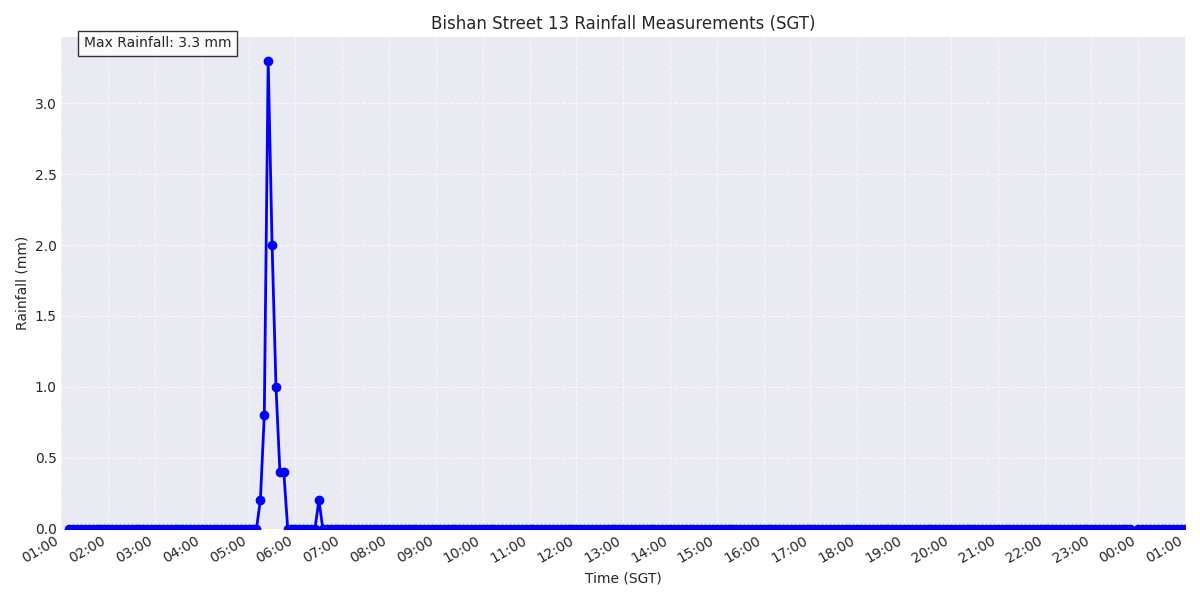 Bishan Street 13 Rainfall Measurements (SGT)
Max Rainfall: 3.3 mm
Rainfall (mm)
3.0
2.5
2.0
1.5
1.0
0.5
0.0
01:00 02:00 03:00 04:00 05:00 06:00 07:00 08:00 09:00 10:00 11:00 12:00 13:00 14:00 15:00 16:00 17:00 18:00 19:00 20:00 21:00 22:00 23:00 00:00 01:00
Time (SGT)